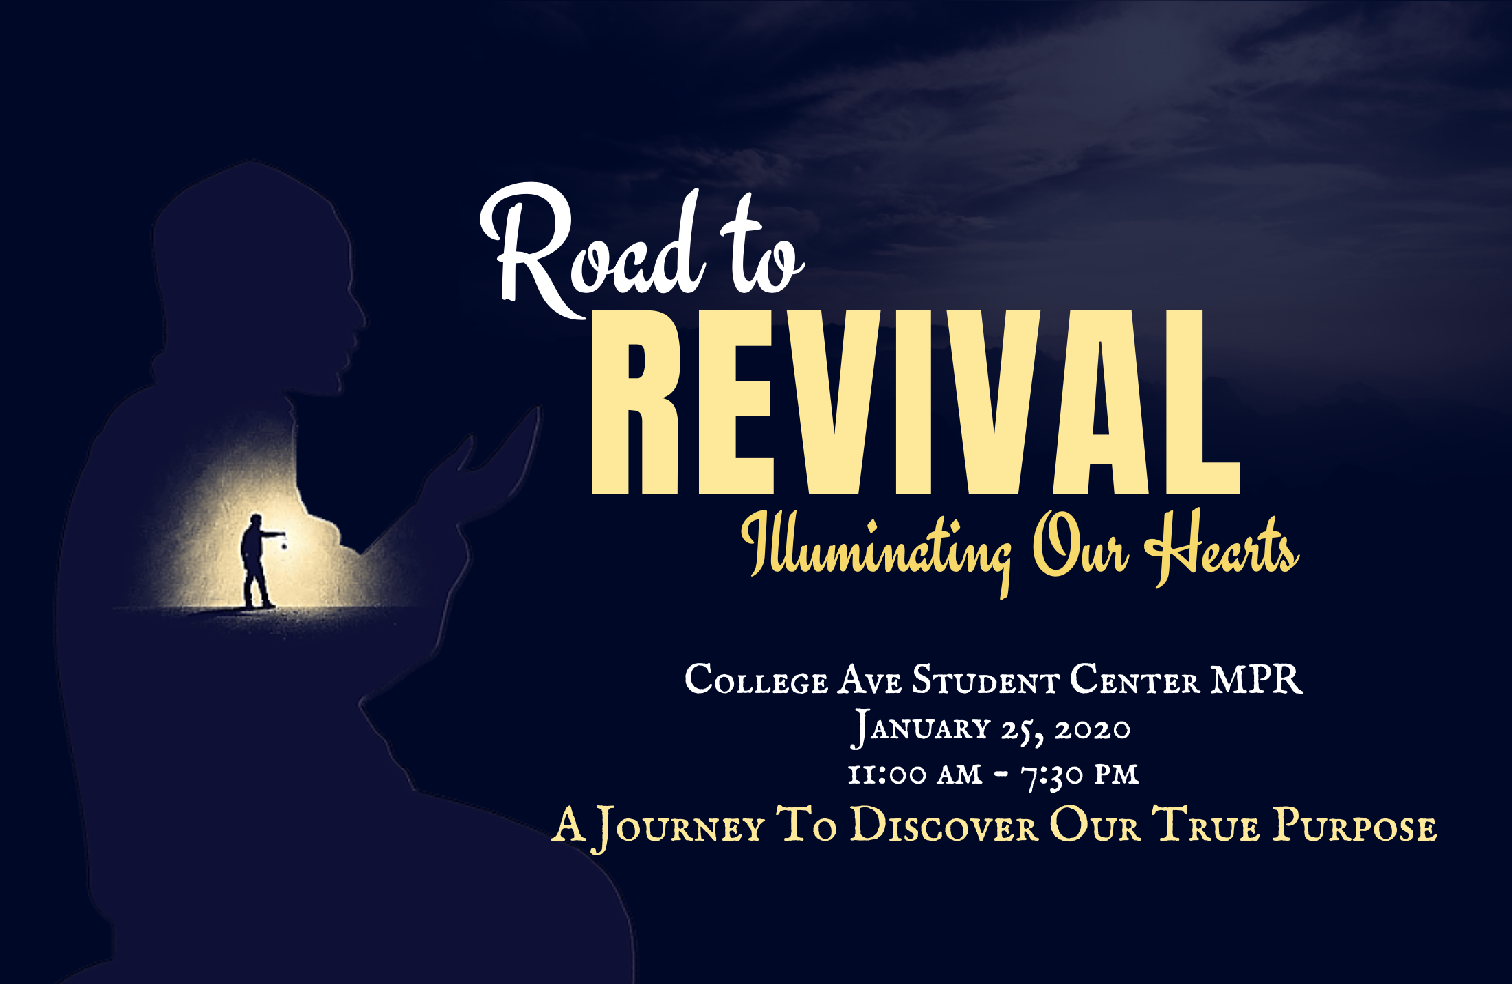 Road to
REVIVAL
Illuminating Our Hearts
College Ave Student Center MPR
January 25, 2020
11:00 am - 7:30 pm
A Journey To Discover Our True Purpose